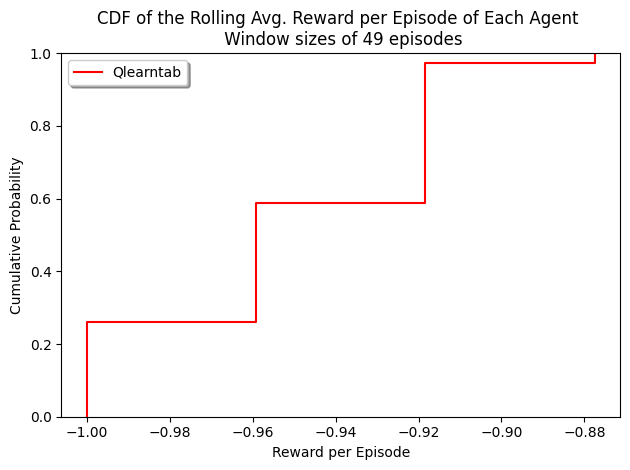 CDF of the Rolling Avg. Reward per Episode of Each Agent
Window sizes of 49 episodes
Qlearntab
Cumulative Probability
1.0
0.8
0.6
0.4
0.2
0.0
−1.00
−0.98
−0.96
−0.94
−0.92
−0.90
−0.88
Reward per Episode